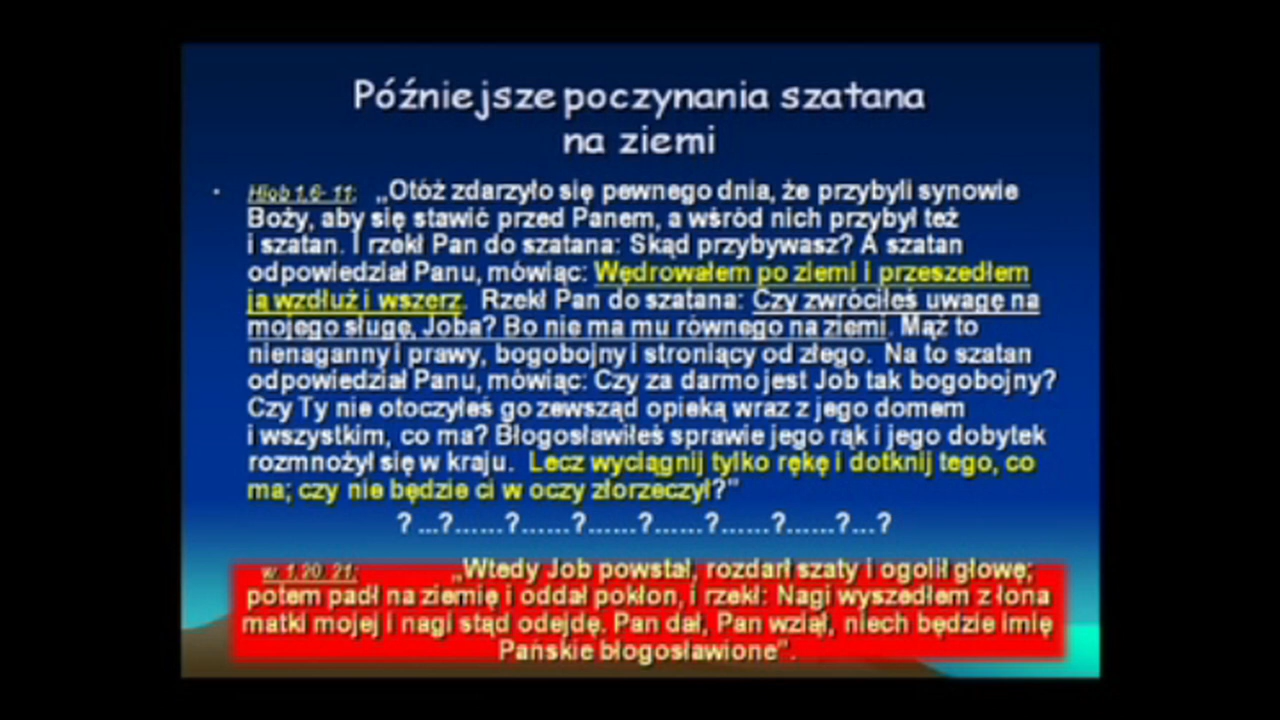 Późniejsze poczynania szatana
na ziemi
• Hiob 1,6- 11: „Otóż zdarzyło się pewnego dnia, że przybyli synowie
Boży, aby się stawić przed Panem, a wśród nich przybył też
i szatan. I rzekł Pan do szatana: Skąd przybywasz? A szatan
odpowiedział Panu, mówiąc: Wędrowałem po ziemi i przeszedłem
ją wzdłuż i wszerz. Rzekł Pan do szatana: Czy zwróciłeś uwagę na
mojego sługę, Joba? Bo nie ma mu równego na ziemi. Mąż to
nienaganny i prawy, bogobojny i stroniący od złego. Na to szatan
odpowiedział Panu, mówiąc: Czy za darmo jest Job tak bogobojny?
Czy Ty nie otoczyłeś go zewsząd opieką wraz z jego domem
i wszystkim, co ma? Błogosławiłeś sprawie jego rąk i jego dobytek
rozmnożył się w kraju. Lecz wyciągnij tylko rękę i dotknij tego, co
ma; czy nie będzie ci w oczy złorzeczył?"
? ...?......?......?......?......?......?......?...?
w. 1,20. 21: „Wtedy Job powstał, rozdarł szaty i ogolił głowę;
potem padł na ziemię i oddał pokłon, i rzekł: Nagi wyszedłem z łona
matki mojej i nagi stąd odejdę. Pan dał, Pan wziął, niech będzie imię
Pańskie błogosławione".